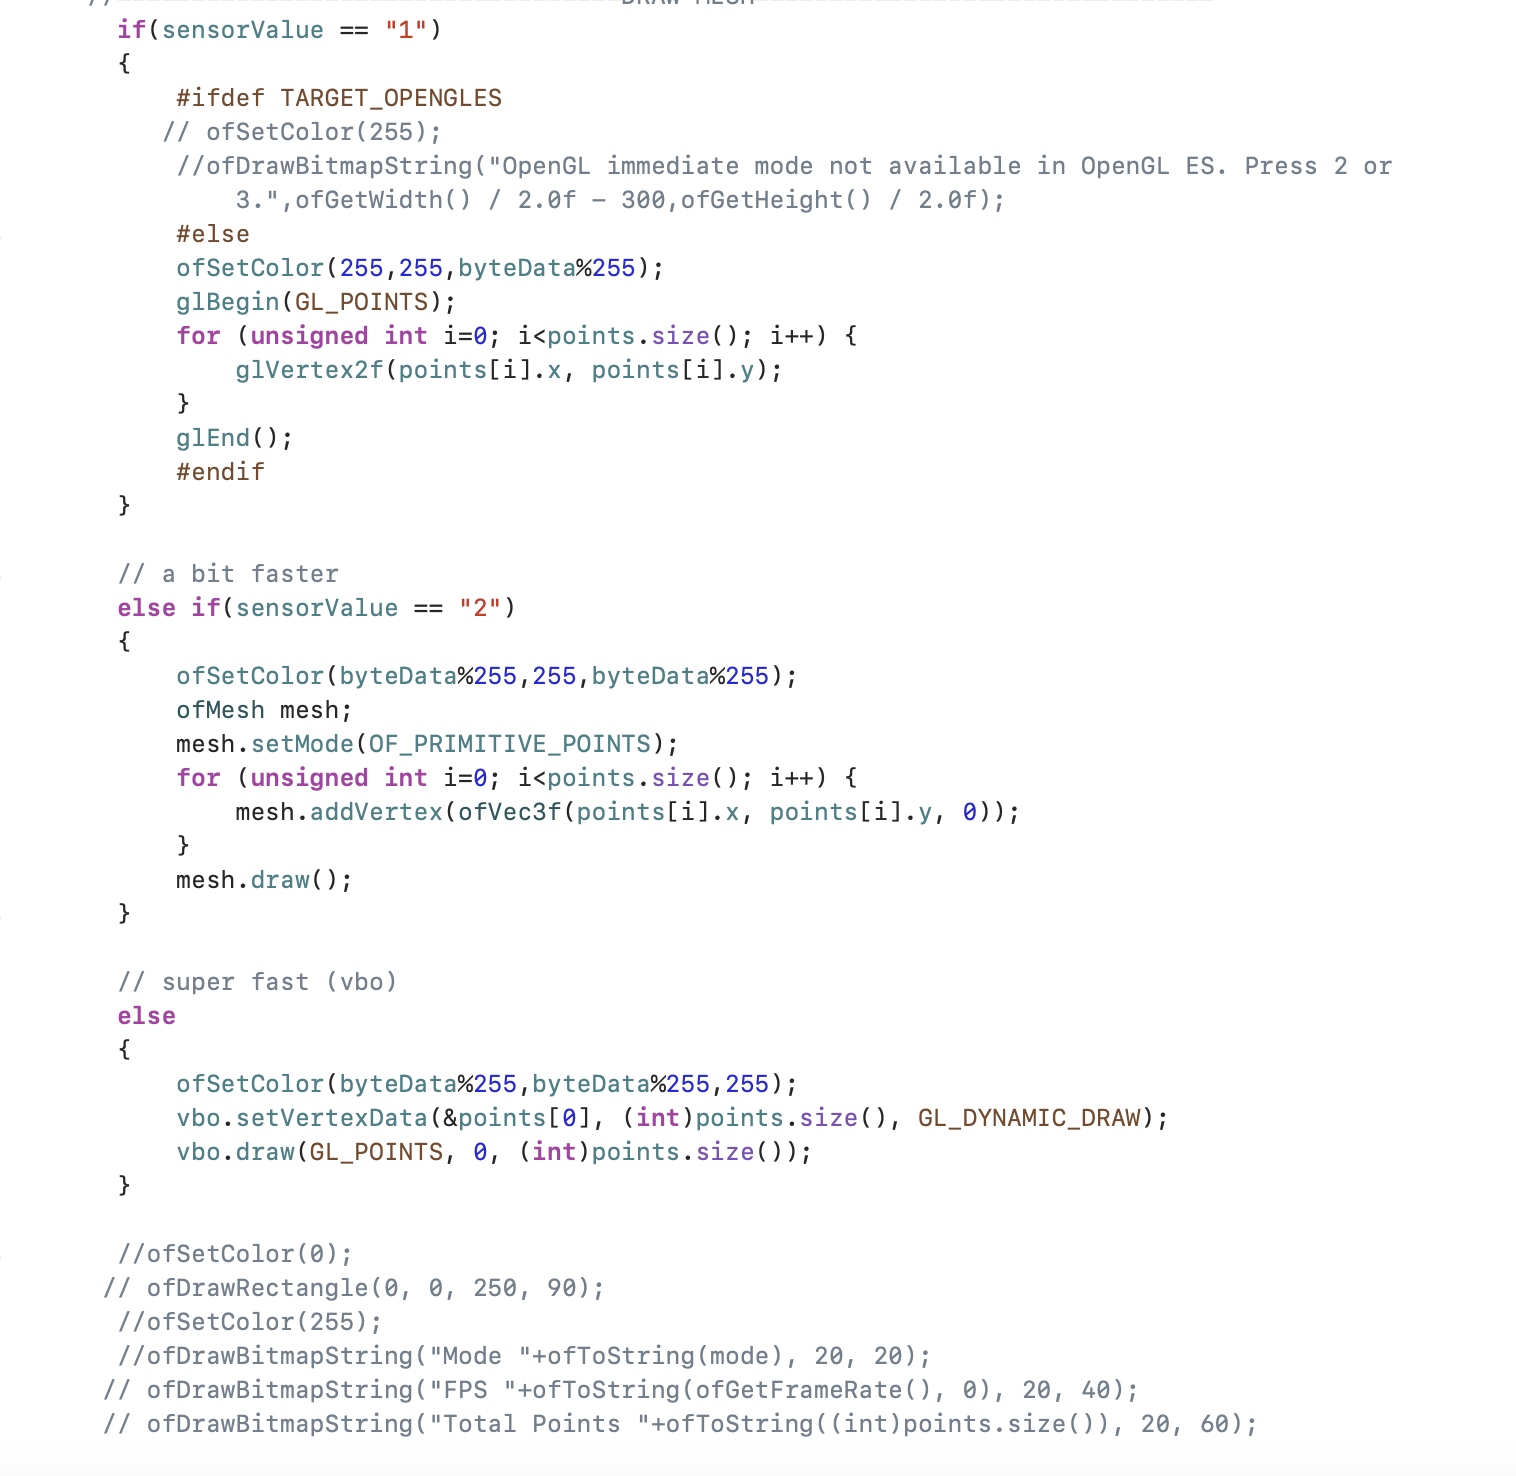 //----------------------------------DRAW MESH-------------------------------
if(sensorValue == "1")
{
#ifdef TARGET_OPENGLES
// ofSetColor(255);
//ofDrawBitmapString("OpenGL immediate mode not available in OpenGL ES. Press 2 or
3.",ofGetWidth() / 2.0f - 300,ofGetHeight() / 2.0f);
#else
ofSetColor(255,255,byteData%255);
glBegin(GL_POINTS);
for (unsigned int i=0; i<points.size(); i++) {
glVertex2f(points[i].x, points[i].y);
}
glEnd();
#endif
}
// a bit faster
else if(sensorValue == "2")
{
ofSetColor(byteData%255,255,byteData%255);
ofMesh mesh;
mesh.setMode(OF_PRIMITIVE_POINTS);
for (unsigned int i=0; i<points.size(); i++) {
mesh.addVertex(ofVec3f(points[i].x, points[i].y, 0));
}
mesh.draw();
}
// super fast (vbo)
else
{
ofSetColor(byteData%255,byteData%255,255);
vbo.setVertexData(&points[0], (int)points.size(), GL_DYNAMIC_DRAW);
vbo.draw(GL_POINTS, 0, (int)points.size());
}
//ofSetColor(0);
// ofDrawRectangle(0, 0, 250, 90);
//ofSetColor(255);
//ofDrawBitmapString("Mode "+ofToString(mode), 20, 20);
// ofDrawBitmapString("FPS "+ofToString(ofGetFrameRate(), 0), 20, 40);
// ofDrawBitmapString("Total Points "+ofToString((int)points.size()), 20, 60);